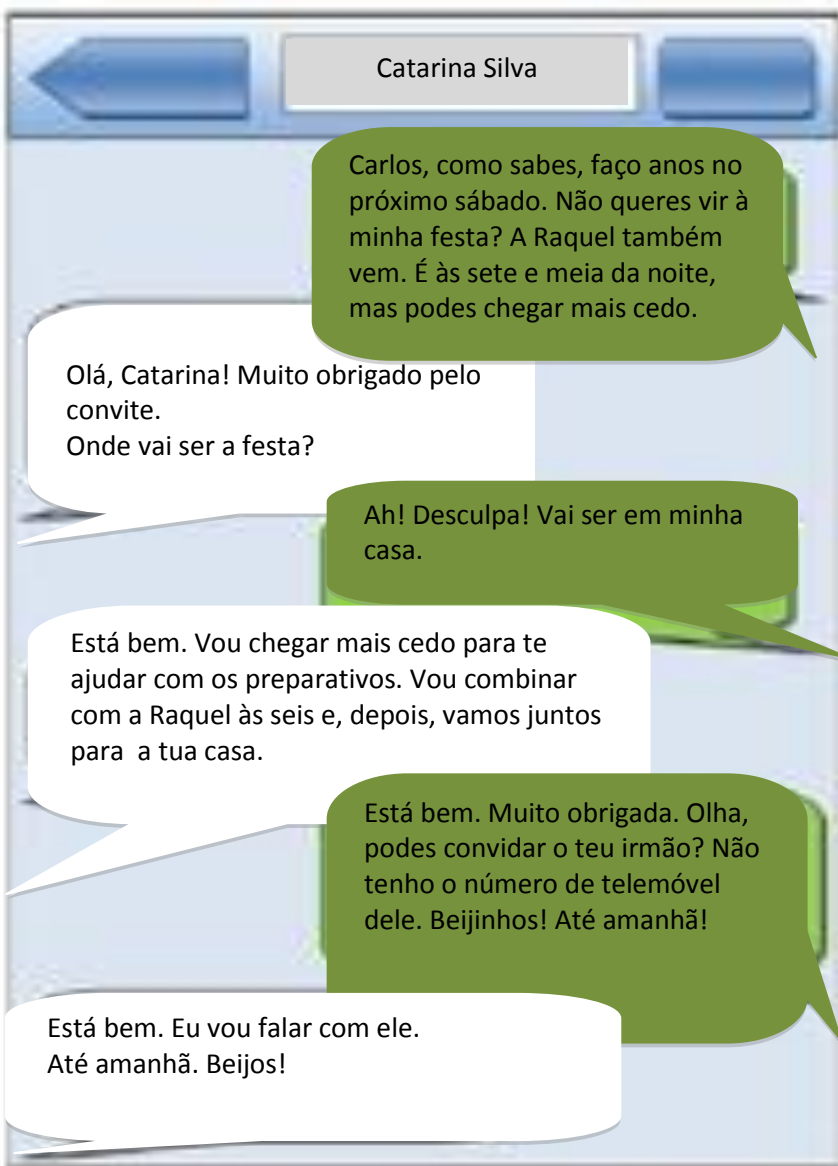 Catarina Silva
Carlos, como sabes, faço anos no
próximo sábado. Não queres vir à
minha festa? A Raquel também
vem. É às sete e meia da noite,
mas podes chegar mais cedo.
Olá, Catarina! Muito obrigado pelo
convite.
Onde vai ser a festa?
Ah! Desculpa! Vai ser em minha
casa.
Está bem. Vou chegar mais cedo para te
ajudar com os preparativos. Vou combinar
com a Raquel às seis e, depois, vamos juntos
para a tua casa.
Está bem. Muito obrigada. Olha,
podes convidar o teu irmão? Não
tenho o número de telemóvel
dele. Beijinhos! Até amanhã!
Está bem. Eu vou falar com ele.
Até amanhã. Beijos!